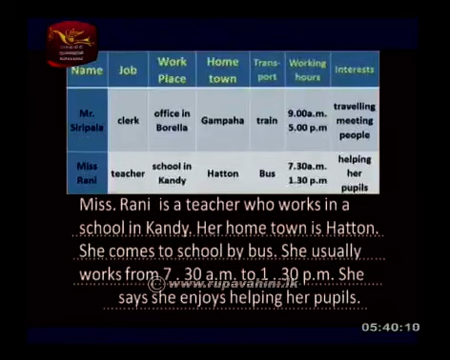 Name Job Work Place Home town Trans-port Working hours Interests
Mr. Siripala clerk office in Borella Gampaha train 9.00a.m. 5.00 p.m travelling meeting people
Miss Rani teacher school in Kandy Hatton Bus 7.30a.m. 1.30 p.m helping her pupils
Miss. Rani is a teacher who works in a
school in Kandy. Her home town is Hatton.
She comes to school by bus. She usually
works from 7 . 30 a.m. to 1 . 30 p.m. She
© www.rupavahini.lk
says she enjoys helping her pupils.
05:40:10